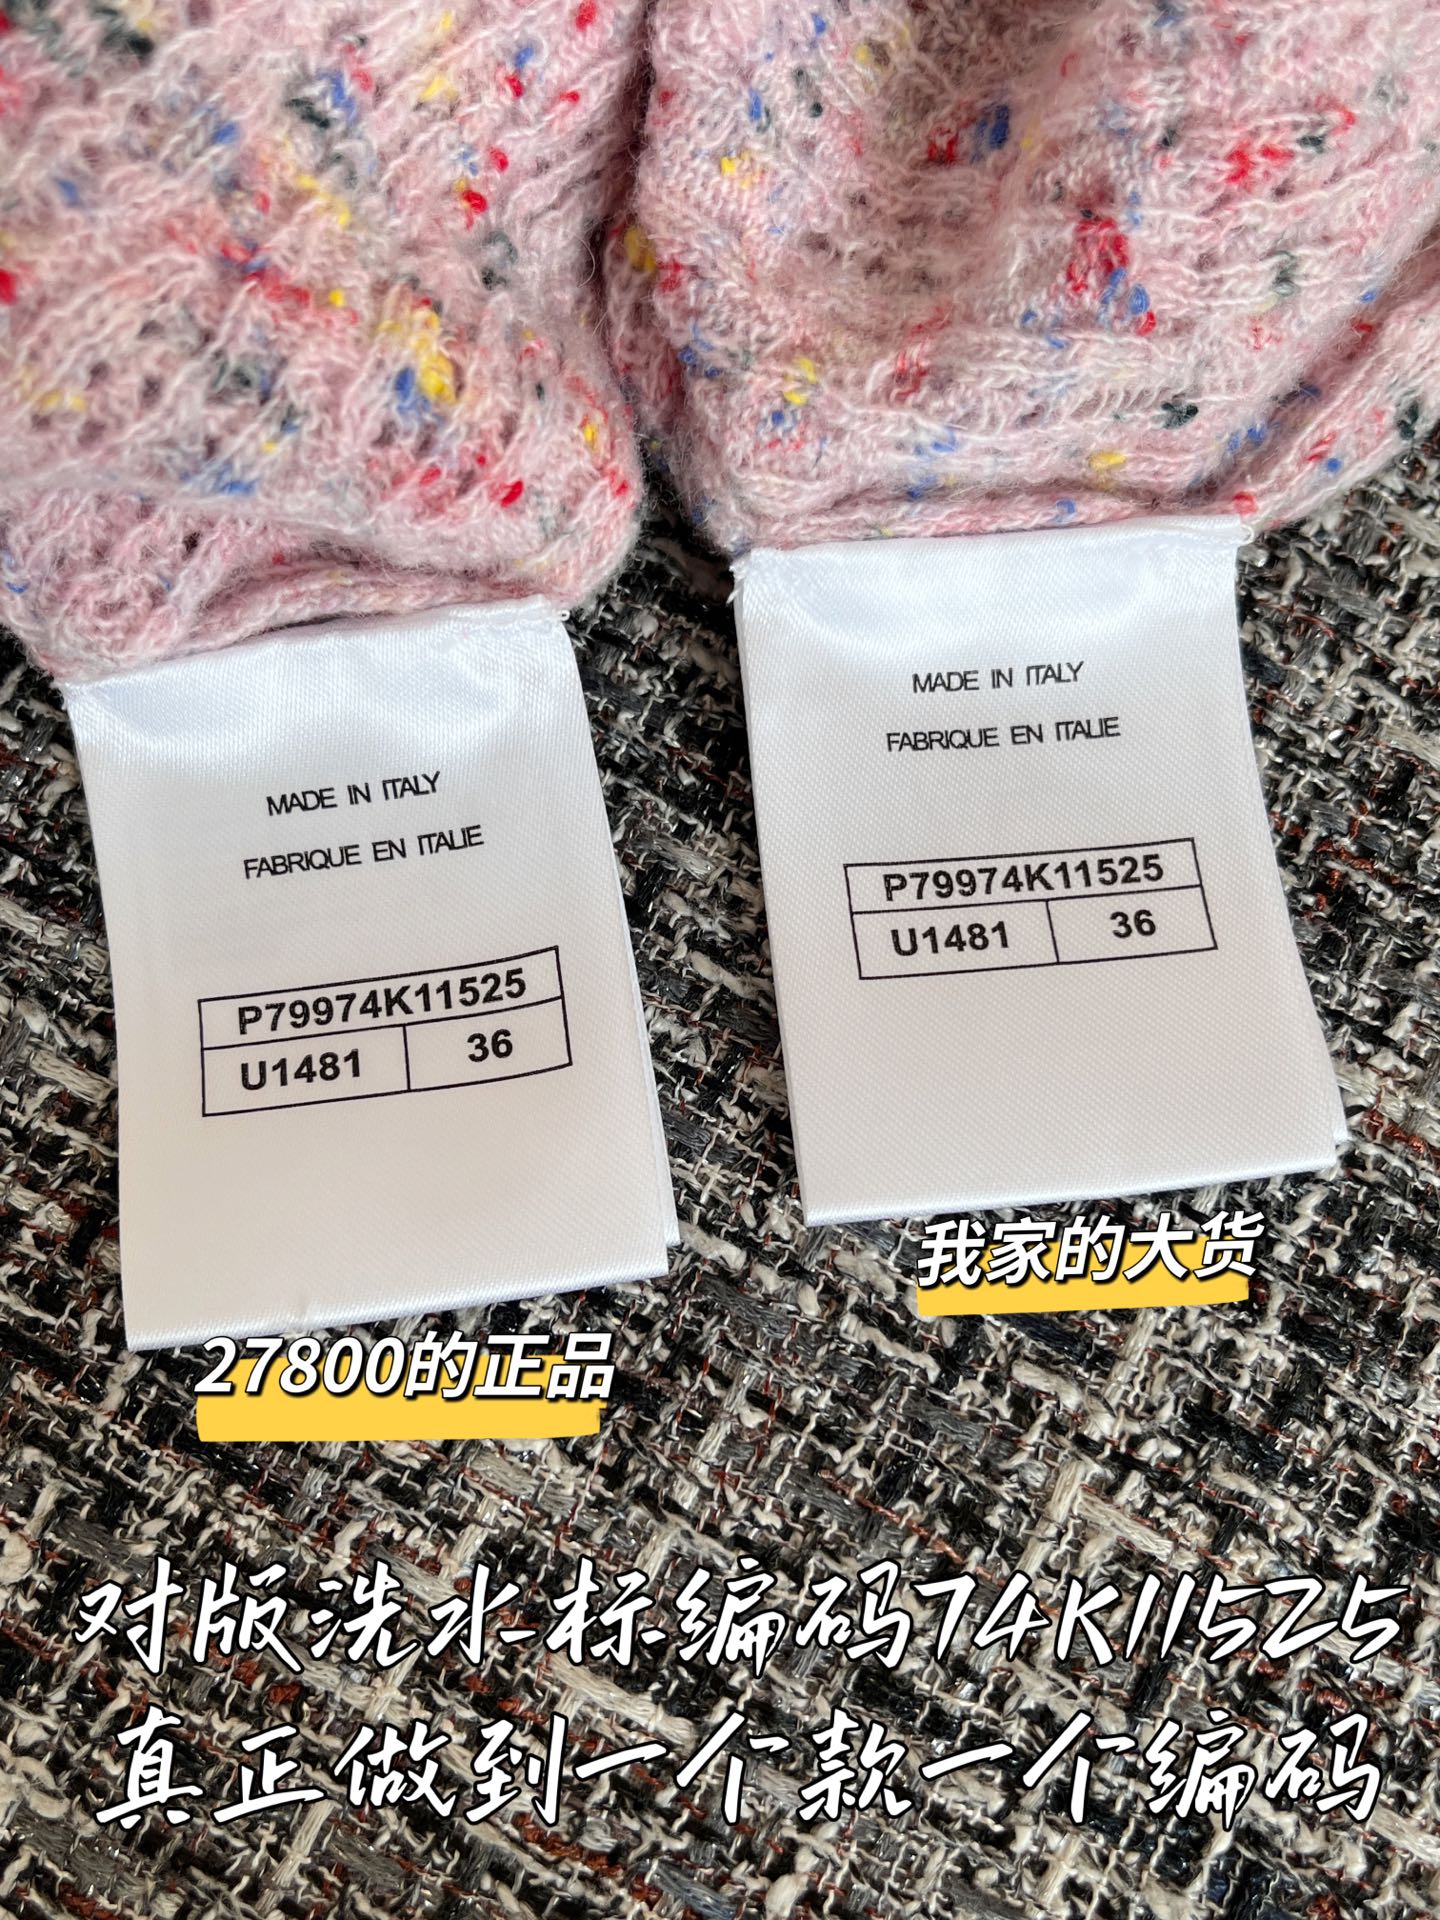 MADE IN ITALY
FABRIQUE EN ITALIE
P79974K11525
U1481 36
27800的正品
MADE IN ITALY
FABRIQUE EN ITALIE
P79974K11525
U1481 36
我家的大货
对版洗水标编码74K11525
真正做到一个款一个编码